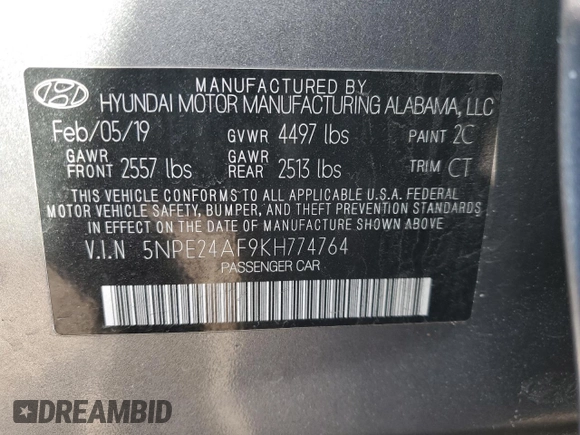 MANUFACTURED BY
HYUNDAI MOTOR MANUFACTURING ALABAMA, LLC
Feb/05/19 GVWR 4497 lbs PAINT 2C
GAWR FRONT 2557 lbs GAWR REAR 2513 lbs TRIM CT
THIS VEHICLE CONFORMS TO ALL APPLICABLE U.S.A. FEDERAL
MOTOR VEHICLE SAFETY, BUMPER, AND THEFT PREVENTION STANDARDS
IN EFFECT ON THE DATE OF MANUFACTURE SHOWN ABOVE.
V.I.N 5NPE24AF9KH774764
PASSENGER CAR
DREAMBID